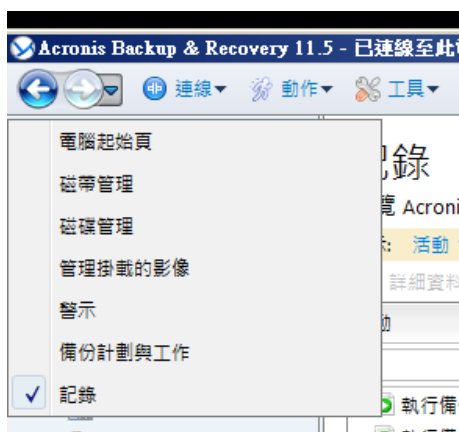 Acronis Backup & Recovery 11.5 - 已連線至此
連線 動作 工具
電腦起始頁
磁帶管理
磁碟管理
管理掛載的影像
警示
備份計劃與工作
記錄
錄
覽 Acroni
活動
詳細資料
執行備